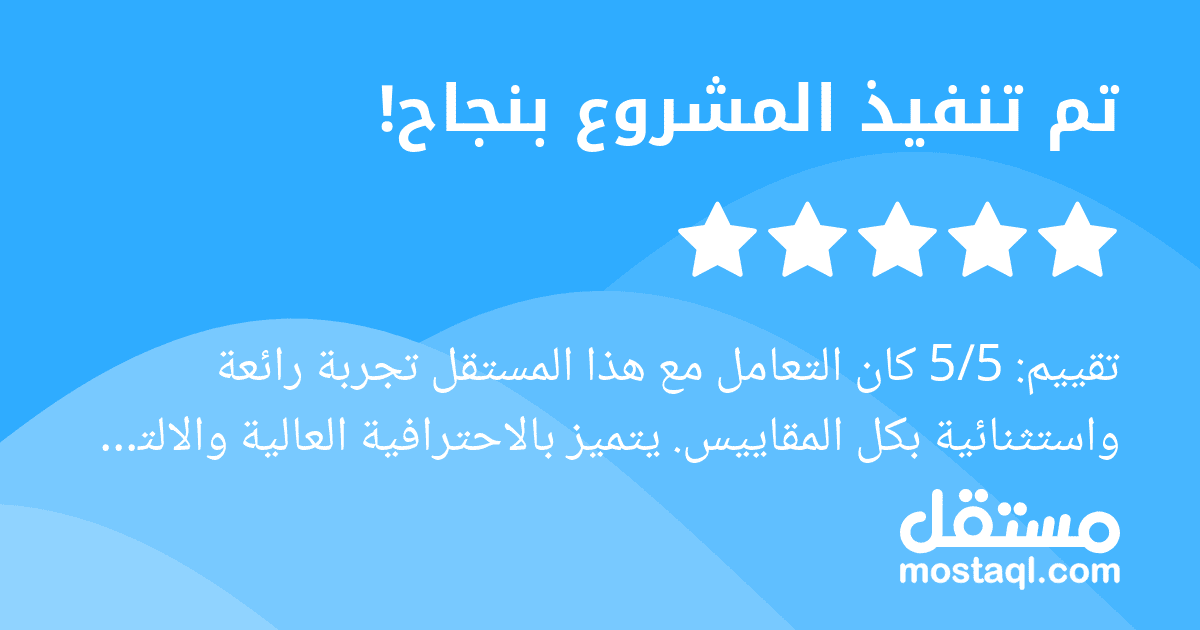 تم تنفيذ المشروع بنجاح!
تقييم: 5/5 كان التعامل مع هذا المستقل تجربة رائعة
واستثنائية بكل المقاييس. يتميز بالاحترافية العالية والالتـ...
مستقل
mostaql.com